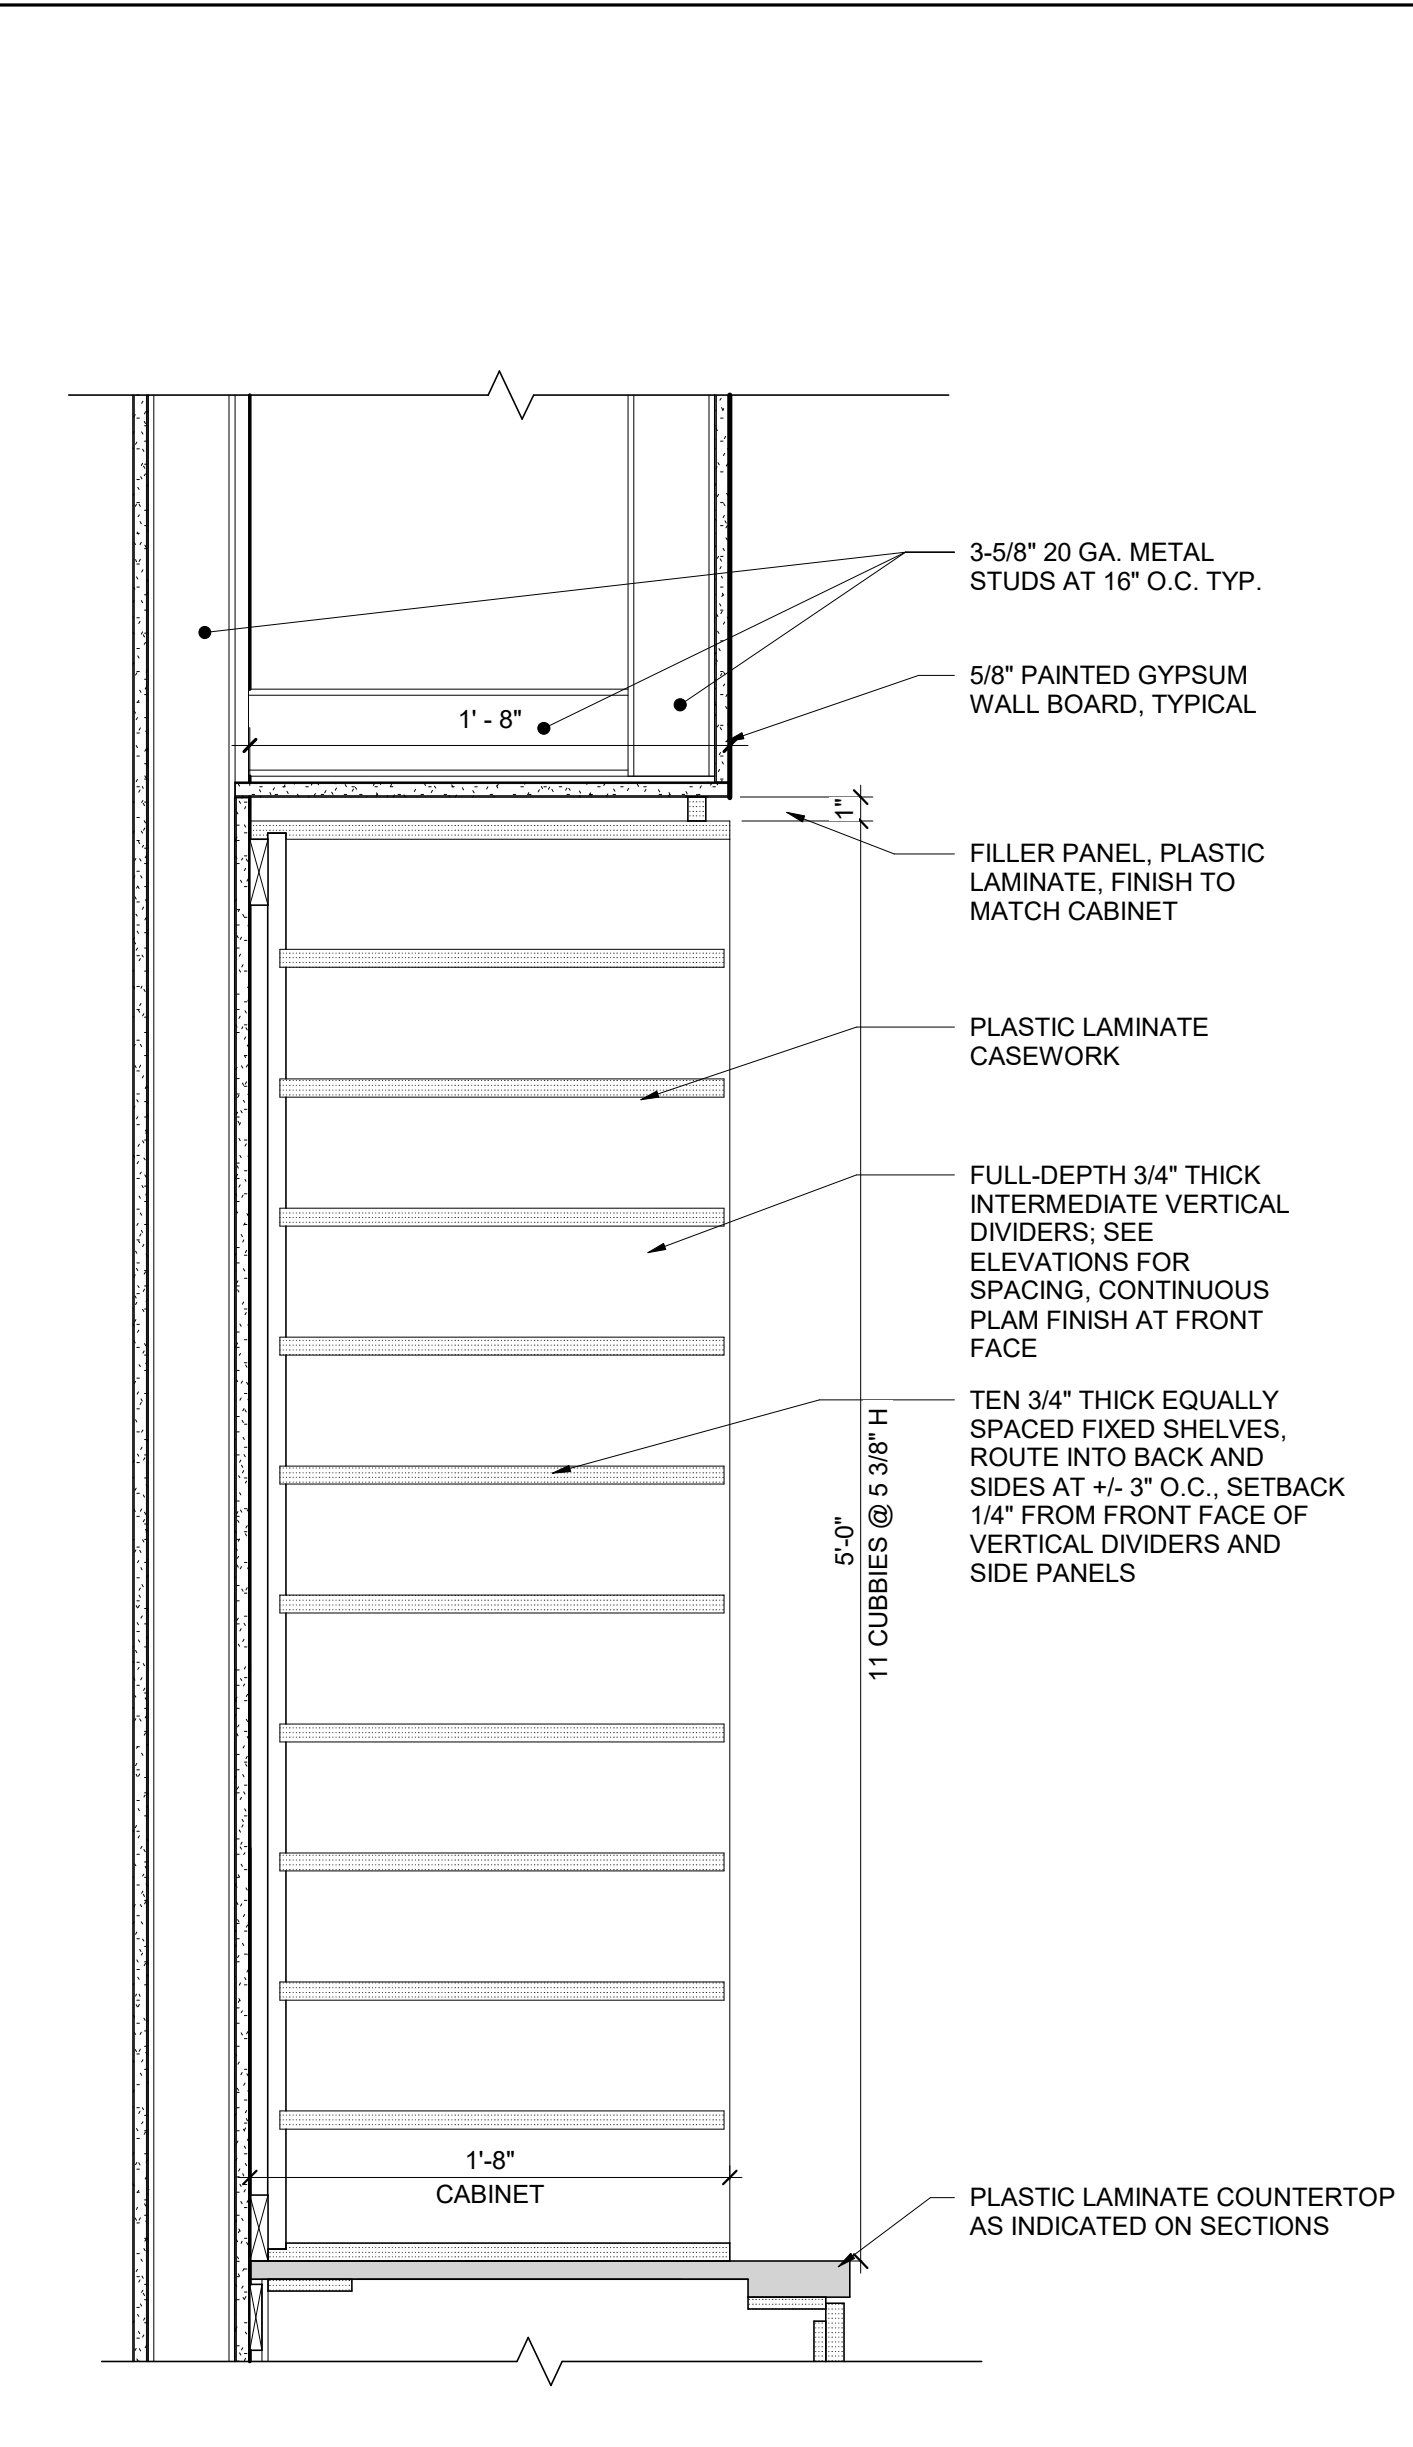 3-5/8" 20 GA. METAL
STUDS AT 16" O.C. TYP.
5/8" PAINTED GYPSUM
WALL BOARD, TYPICAL
1' - 8"
1"
FILLER PANEL, PLASTIC
LAMINATE, FINISH TO
MATCH CABINET
PLASTIC LAMINATE
CASEWORK
FULL-DEPTH 3/4" THICK
INTERMEDIATE VERTICAL
DIVIDERS; SEE
ELEVATIONS FOR
SPACING, CONTINUOUS
PLAM FINISH AT FRONT
FACE
TEN 3/4" THICK EQUALLY
SPACED FIXED SHELVES,
ROUTE INTO BACK AND
SIDES AT +/- 3" O.C., SETBACK
1/4" FROM FRONT FACE OF
VERTICAL DIVIDERS AND
SIDE PANELS
5'-0"
11 CUBBIES @ 5 3/8" H
1'-8"
CABINET
PLASTIC LAMINATE COUNTERTOP
AS INDICATED ON SECTIONS